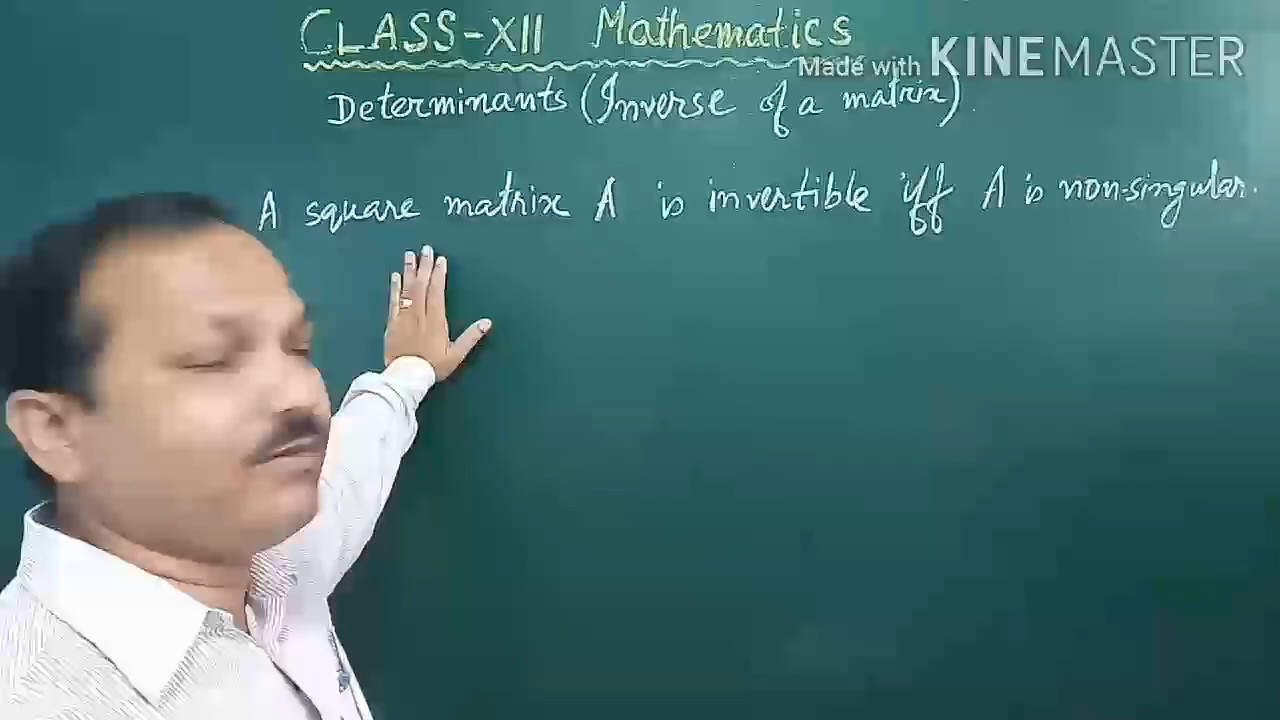 CLASS-XII Mathematics
Made with KINEMASTER
Determinants (Inverse of a matrix).
A square matrix A is invertible iff A is non-singular.